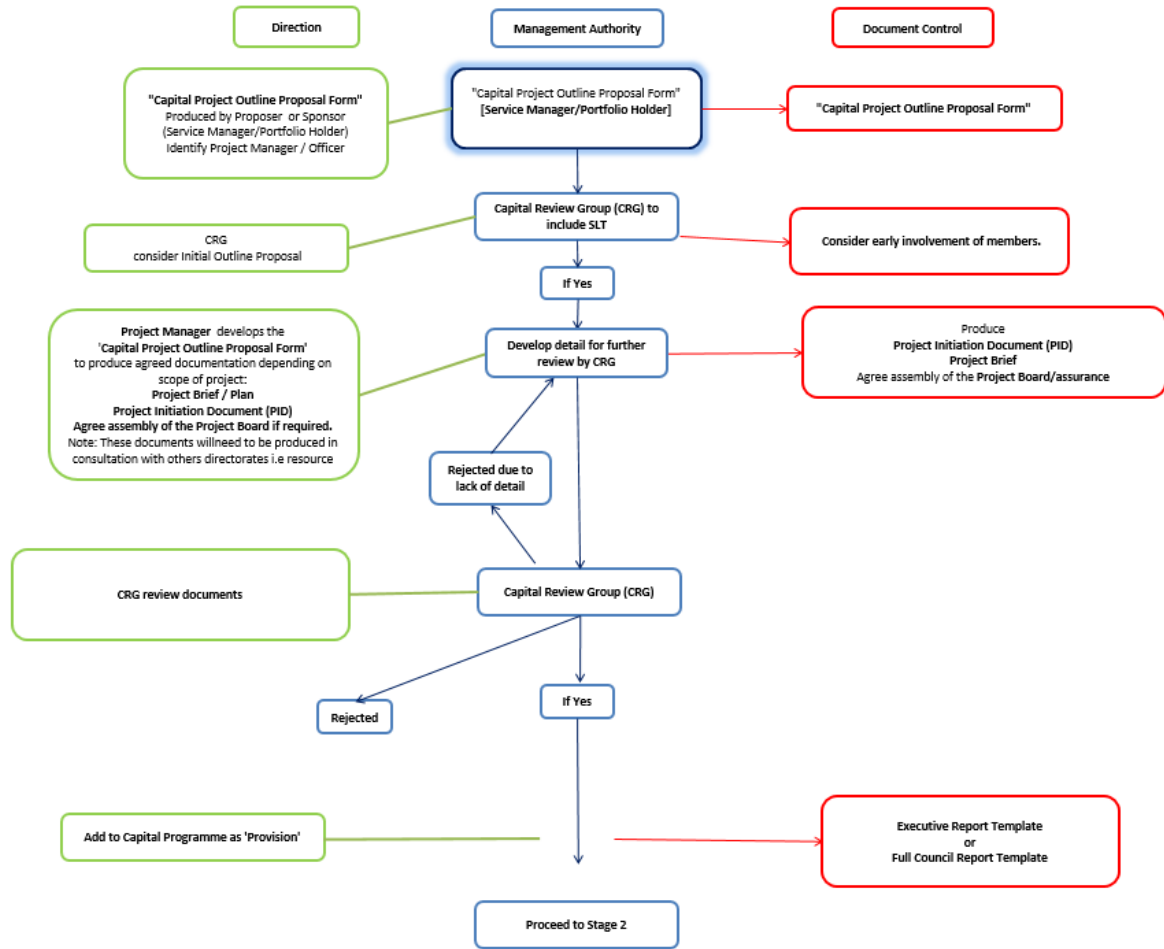 Direction
Management Authority
Document Control
"Capital Project Outline Proposal Form"
Produced by Proposer or Sponsor
(Service Manager/Portfolio Holder)
Identify Project Manager / Officer
"Capital Project Outline Proposal Form"
[Service Manager/Portfolio Holder]
"Capital Project Outline Proposal Form"
Capital Review Group (CRG) to
include SLT
CRG
consider Initial Outline Proposal
Consider early involvement of members.
If Yes
Project Manager develops the
'Capital Project Outline Proposal Form'
to produce agreed documentation depending on
scope of project:
Project Brief / Plan
Project Initiation Document (PID)
Agree assembly of the Project Board if required.
Note: These documents willneed to be produced in
consultation with others directorates i.e resource
Develop detail for further
review by CRG
Produce
Project Initiation Document (PID)
Project Brief
Agree assembly of the Project Board/assurance
Rejected due to
lack of detail
CRG review documents
Capital Review Group (CRG)
Rejected
If Yes
Add to Capital Programme as 'Provision'
Executive Report Template
or
Full Council Report Template
Proceed to Stage 2